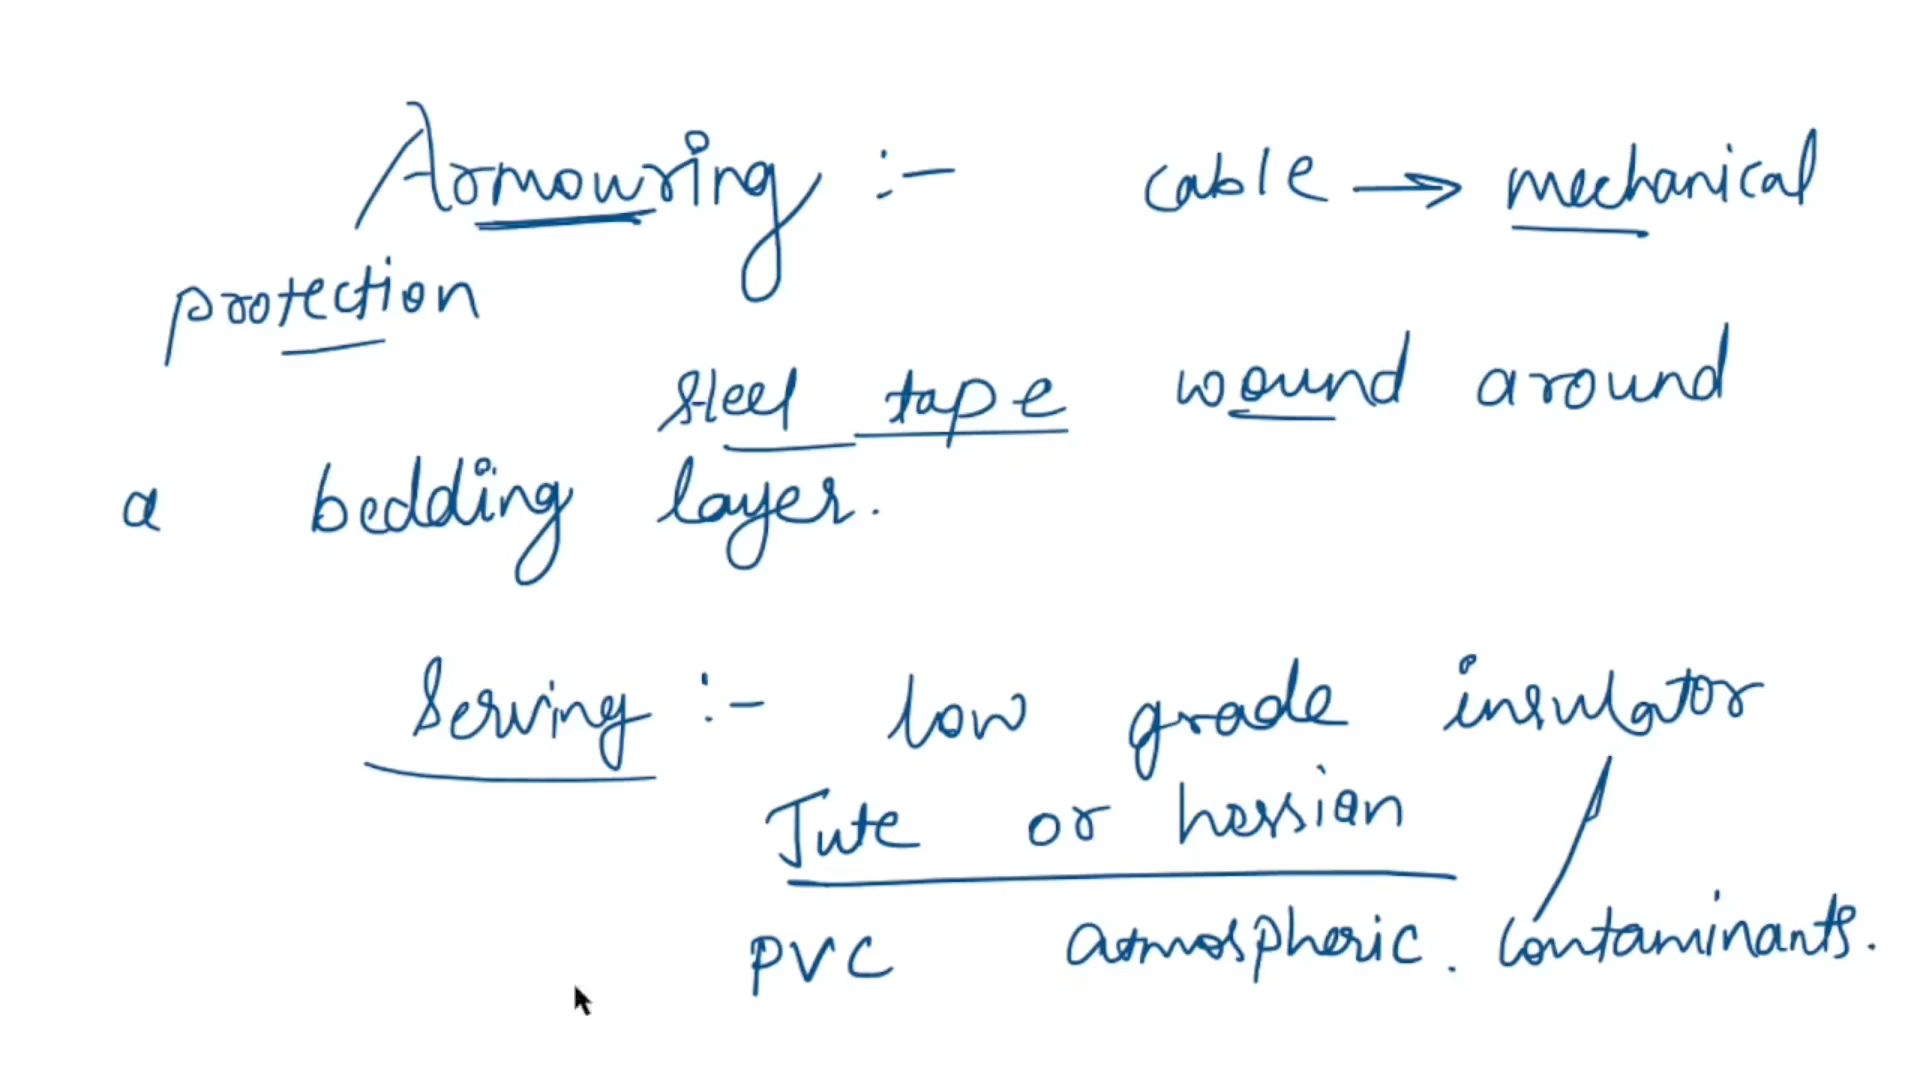 Armouring :- cable → mechanical
protection
steel tape wound around
a bedding layer.
Serving :- low grade insulator
Jute or hessian
PVC atmospheric. contaminants.